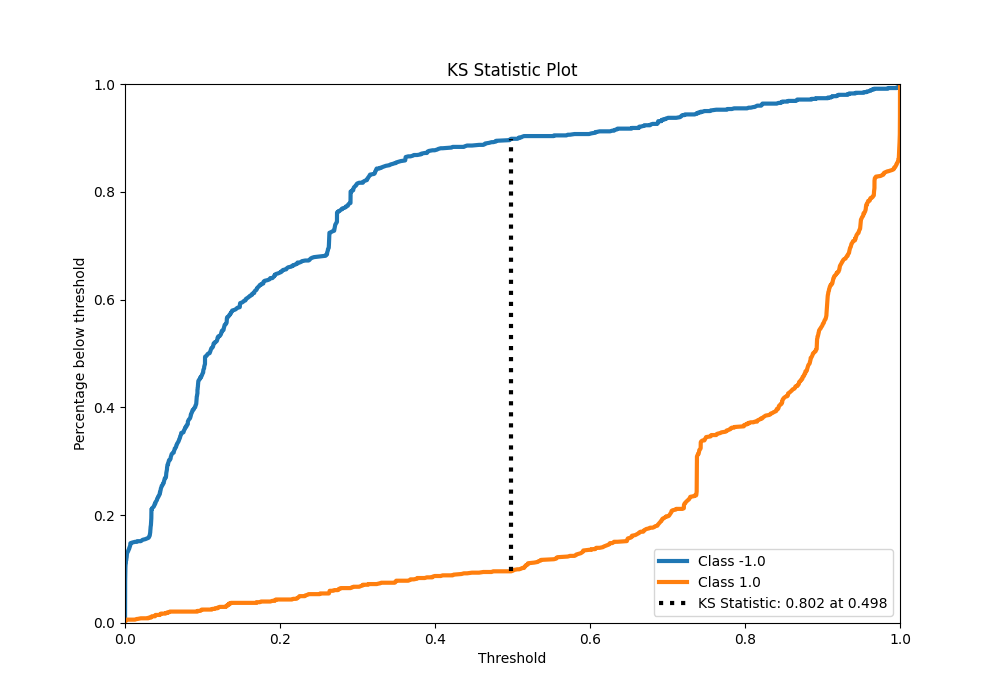 KS Statistic Plot
Percentage below threshold
1.0
0.8
0.6
0.4
0.2
0.0
0.0 0.2 0.4 0.6 0.8 1.0
Threshold
Class -1.0
Class 1.0
KS Statistic: 0.802 at 0.498